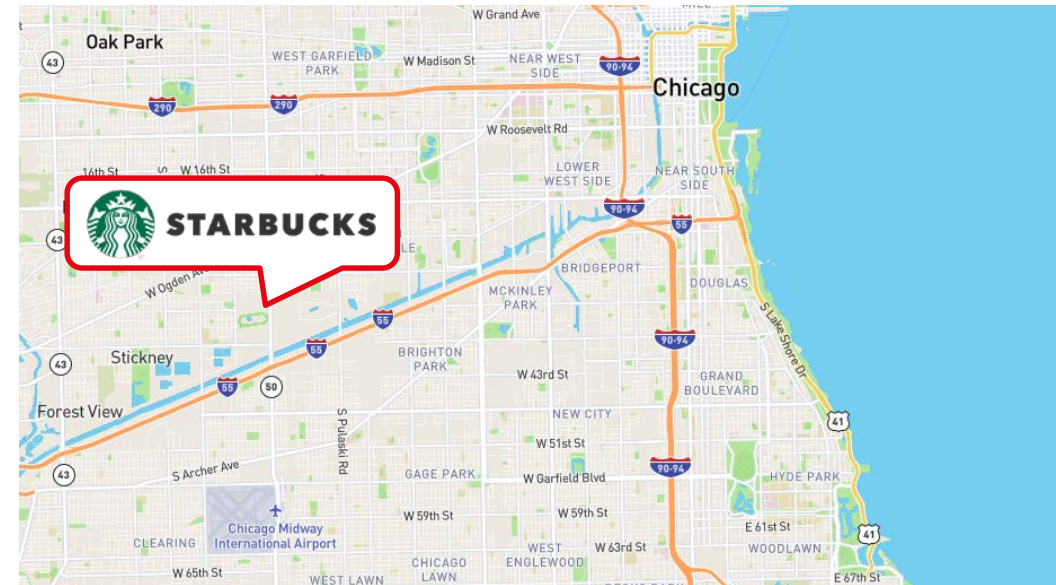 MILL
W Grand Ave
Oak Park
43
WEST GARFIELD
PARK
W Madison St
NEAR WEST
SIDE
90-94
Chicago
290
290
W Roosevelt Rd
16th St
S
W 16th St
LOWER
WEST SIDE
NEAR SOUTH
SIDE
STARBUCKS
90-94
55
43
LE
W Ogden Av
BRIDGEPORT
DOUGLAS
MCKINLEY
PARK
55
S Lake Shore Dr
55
90-94
Stickney
43
BRIGHTON
PARK
W 43rd St
GRAND
BOULEVARD
55
50
Forest View
S Pulaski Rd
NEW CITY
41
W 51st St
43
S Archer Ave
GAGE PARK
W Garfield Blvd
90-94
HYDE PARK
Chicago Midway
International Airport
W 59th St
W 59th St
E 61st St
41
CLEARING
WEST
ENGLEWOOD
W 63rd St
WOODLAWN
W 65th St
WEST LAWN
CHICAGO
LAWN
E 67th St